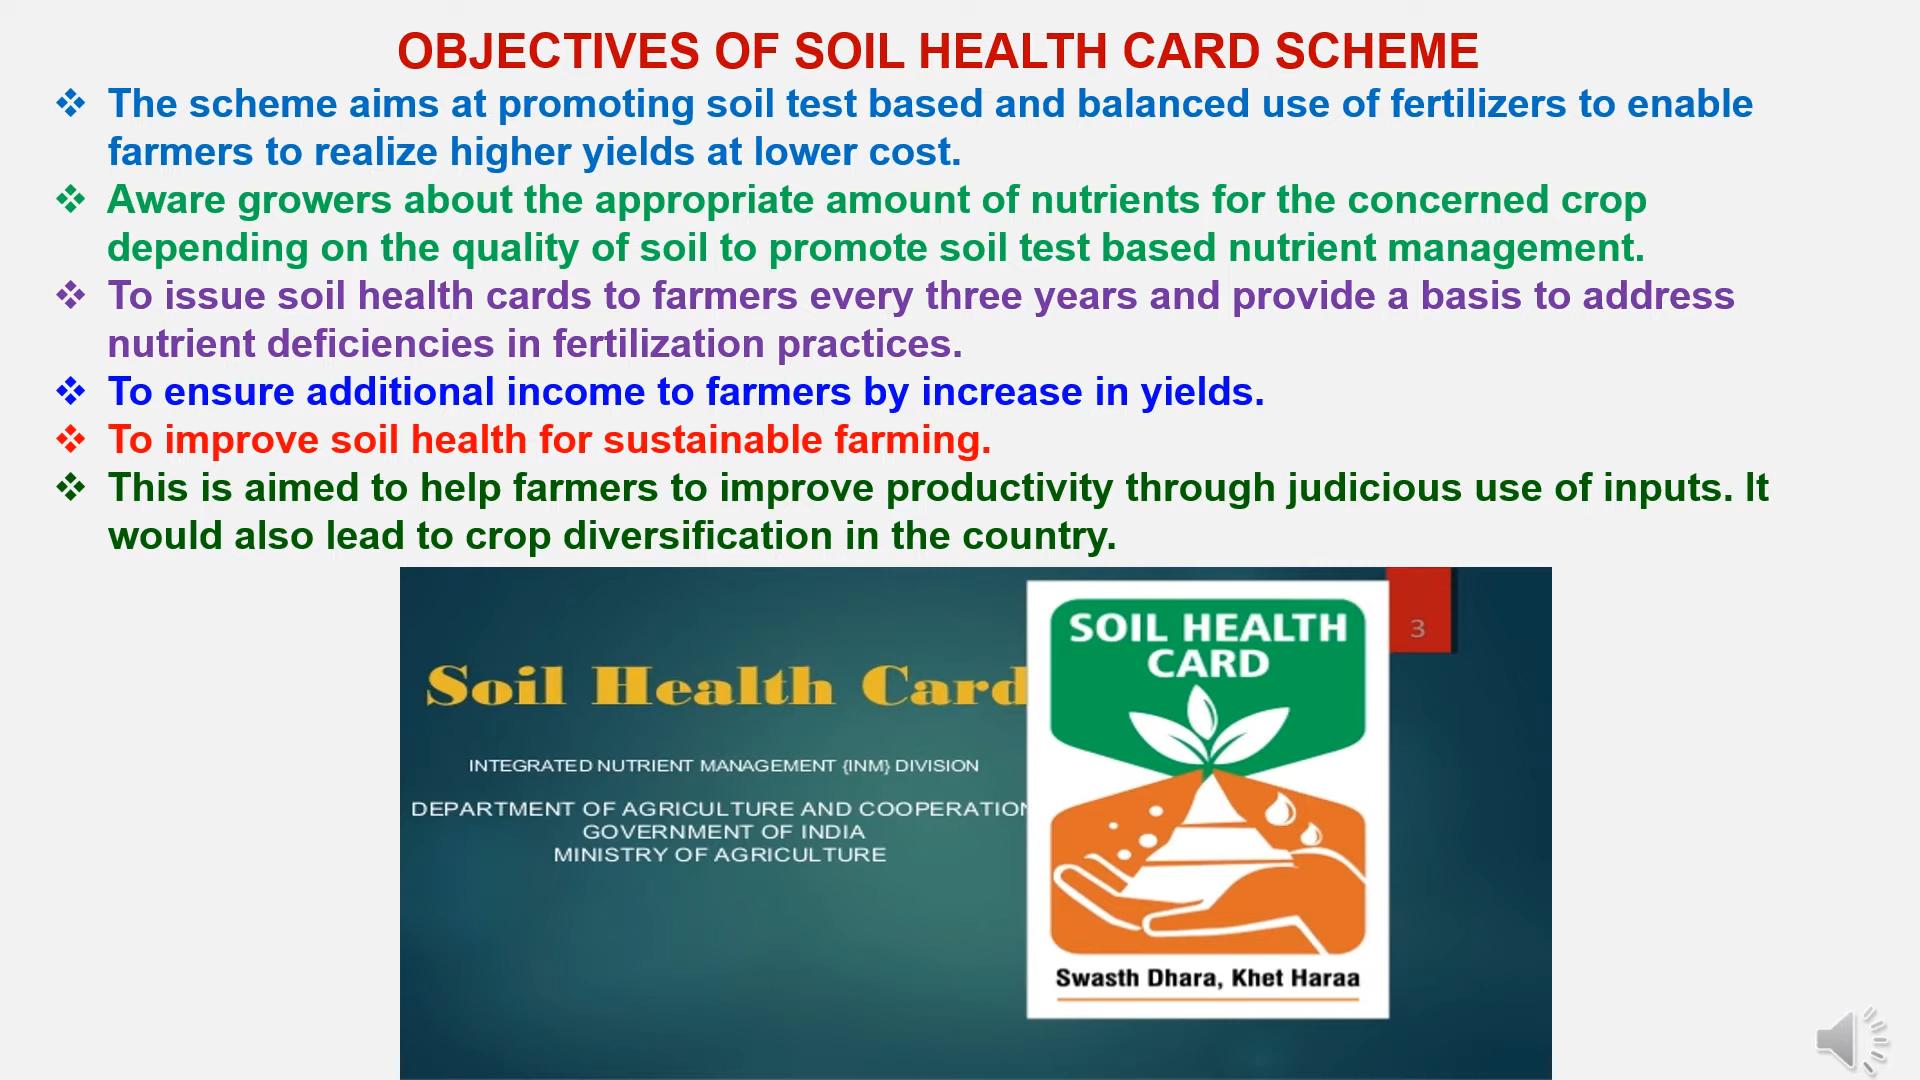 OBJECTIVES OF SOIL HEALTH CARD SCHEME
❖ The scheme aims at promoting soil test based and balanced use of fertilizers to enable
farmers to realize higher yields at lower cost.
❖ Aware growers about the appropriate amount of nutrients for the concerned crop
depending on the quality of soil to promote soil test based nutrient management.
❖ To issue soil health cards to farmers every three years and provide a basis to address
nutrient deficiencies in fertilization practices.
❖ To ensure additional income to farmers by increase in yields.
❖ To improve soil health for sustainable farming.
❖ This is aimed to help farmers to improve productivity through judicious use of inputs. It
would also lead to crop diversification in the country.
Soil Health Card
INTEGRATED NUTRIENT MANAGEMENT {INM} DIVISION
DEPARTMENT OF AGRICULTURE AND COOPERATION
GOVERNMENT OF INDIA
MINISTRY OF AGRICULTURE
SOIL HEALTH
CARD
Swasth Dhara, Khet Haraa
3